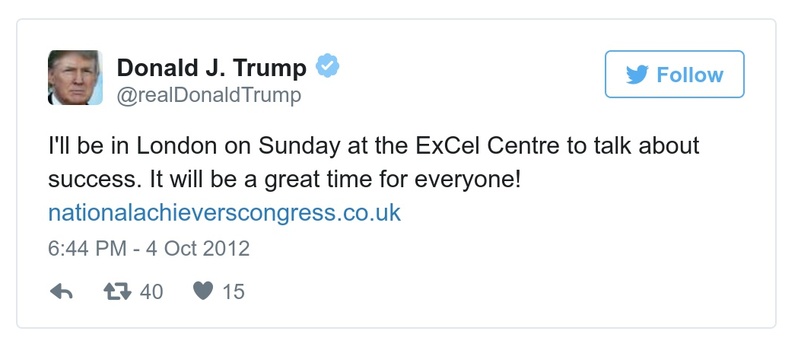 Donald J. Trump
@realDonaldTrump
Follow
I'll be in London on Sunday at the ExCel Centre to talk about
success. It will be a great time for everyone!
nationalachieverscongress.co.uk
6:44 PM - 4 Oct 2012
40 15